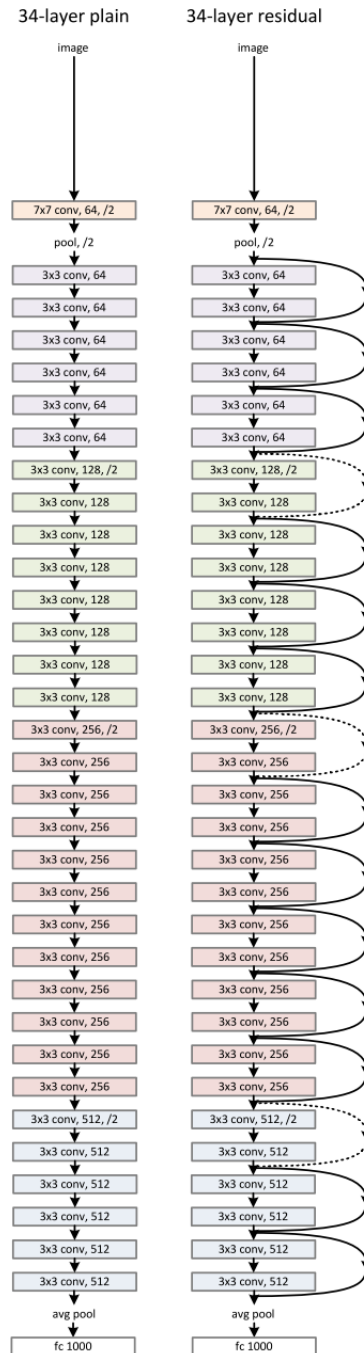 34-layer plain
image
7x7 conv, 64, /2
pool, /2
3x3 conv, 64
3x3 conv, 64
3x3 conv, 64
3x3 conv, 64
3x3 conv, 64
3x3 conv, 64
3x3 conv, 128, /2
3x3 conv, 128
3x3 conv, 128
3x3 conv, 128
3x3 conv, 128
3x3 conv, 128
3x3 conv, 128
3x3 conv, 128
3x3 conv, 256, /2
3x3 conv, 256
3x3 conv, 256
3x3 conv, 256
3x3 conv, 256
3x3 conv, 256
3x3 conv, 256
3x3 conv, 256
3x3 conv, 256
3x3 conv, 256
3x3 conv, 256
3x3 conv, 256
3x3 conv, 512, /2
3x3 conv, 512
3x3 conv, 512
3x3 conv, 512
3x3 conv, 512
3x3 conv, 512
avg pool
fc 1000
34-layer residual
image
7x7 conv, 64, /2
pool, /2
3x3 conv, 64
3x3 conv, 64
3x3 conv, 64
3x3 conv, 64
3x3 conv, 64
3x3 conv, 64
3x3 conv, 128, /2
3x3 conv, 128
3x3 conv, 128
3x3 conv, 128
3x3 conv, 128
3x3 conv, 128
3x3 conv, 128
3x3 conv, 128
3x3 conv, 256, /2
3x3 conv, 256
3x3 conv, 256
3x3 conv, 256
3x3 conv, 256
3x3 conv, 256
3x3 conv, 256
3x3 conv, 256
3x3 conv, 256
3x3 conv, 256
3x3 conv, 256
3x3 conv, 256
3x3 conv, 512, /2
3x3 conv, 512
3x3 conv, 512
3x3 conv, 512
3x3 conv, 512
3x3 conv, 512
avg pool
fc 1000